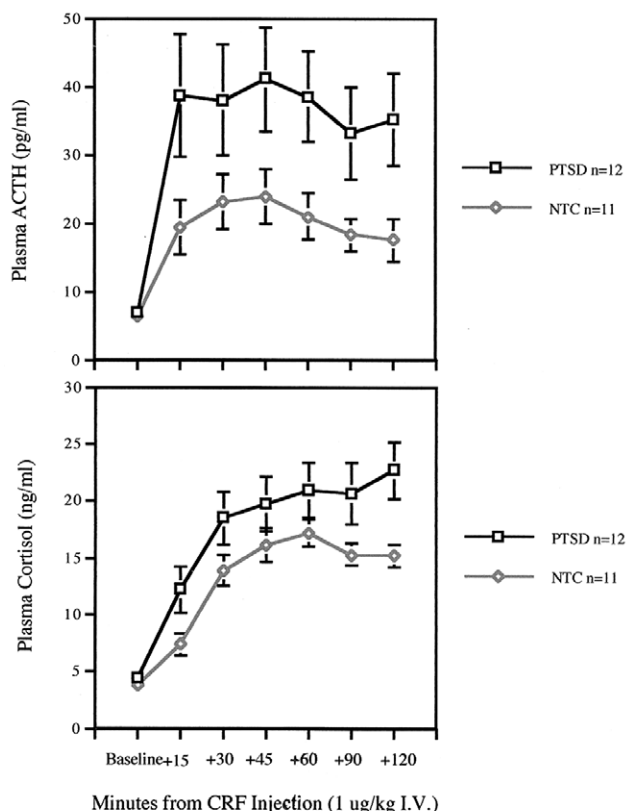 50
40
30
20
10
0
Plasma ACTH (pg/ml)
PTSD n=12
NTC n=11
30
25
20
15
10
5
0
Plasma Cortisol (ng/ml)
PTSD n=12
NTC n=11
Baseline +15 +30 +45 +60 +90 +120
Minutes from CRF Injection (1 ug/kg I.V.)